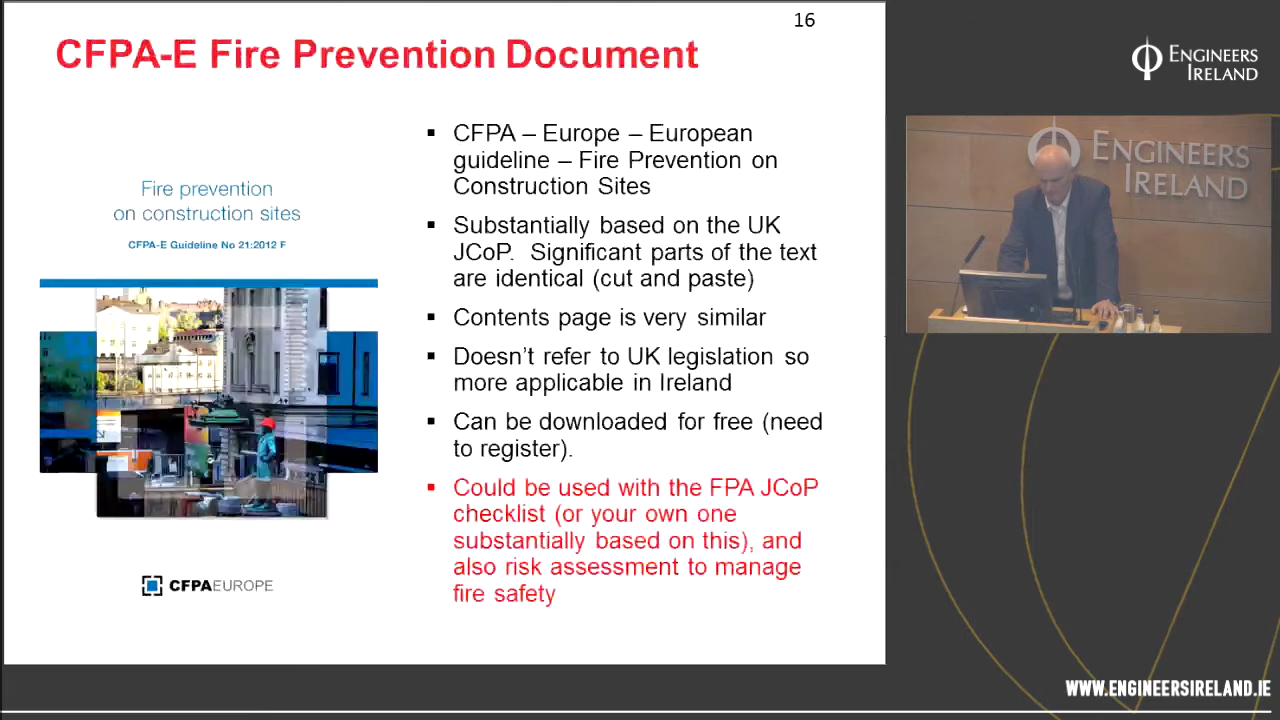 16
CFPA-E Fire Prevention Document
Fire prevention
on construction sites
CFPA-E Guideline No 21:2012 F
CFPAEUROPE
▪ CFPA – Europe – European
guideline – Fire Prevention on
Construction Sites
▪ Substantially based on the UK
JCoP. Significant parts of the text
are identical (cut and paste)
▪ Contents page is very similar
▪ Doesn’t refer to UK legislation so
more applicable in Ireland
▪ Can be downloaded for free (need
to register).
▪ Could be used with the FPA JCoP
checklist (or your own one
substantially based on this), and
also risk assessment to manage
fire safety
ENGINEERS
IRELAND
ENGINEERS
IRELAND
WWW.ENGINEERSIRELAND.IE